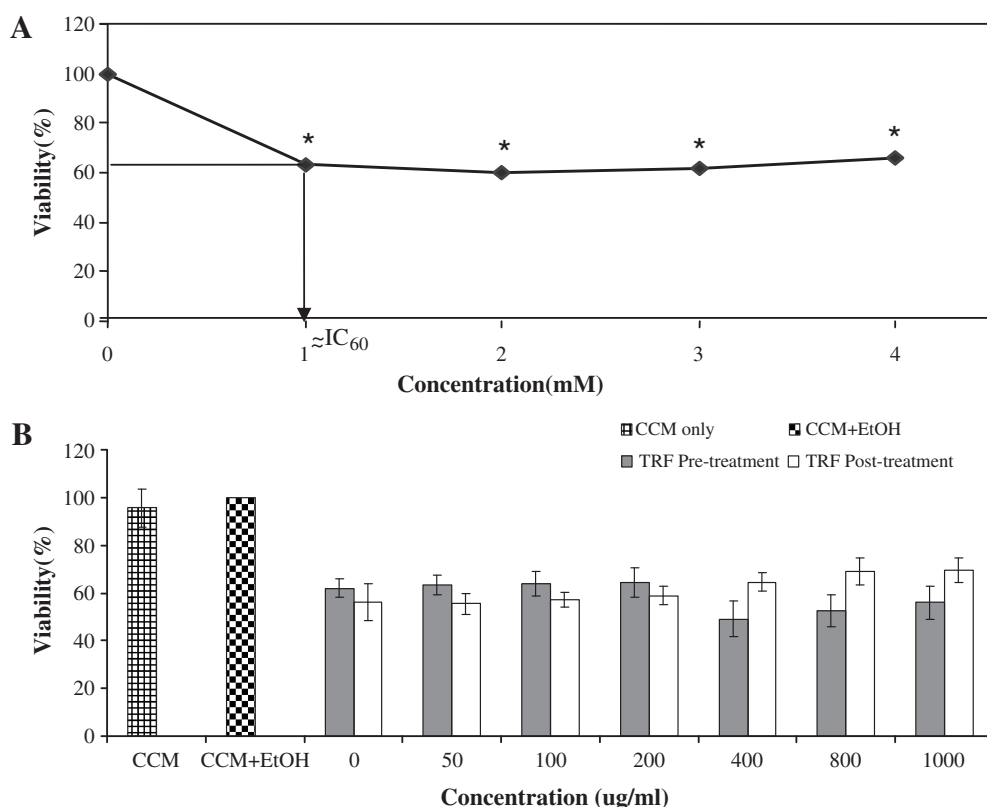 A
120
100
80
60
40
20
0
Viability(%)
*
*
*
*
0
1
2
3
4
≈IC60
Concentration(mM)
B
CCM only
CCM+EtOH
TRF Pre-treatment
TRF Post-treatment
120
100
80
60
40
20
0
Viability(%)
CCM
CCM+EtOH
0
50
100
200
400
800
1000
Concentration (ug/ml)